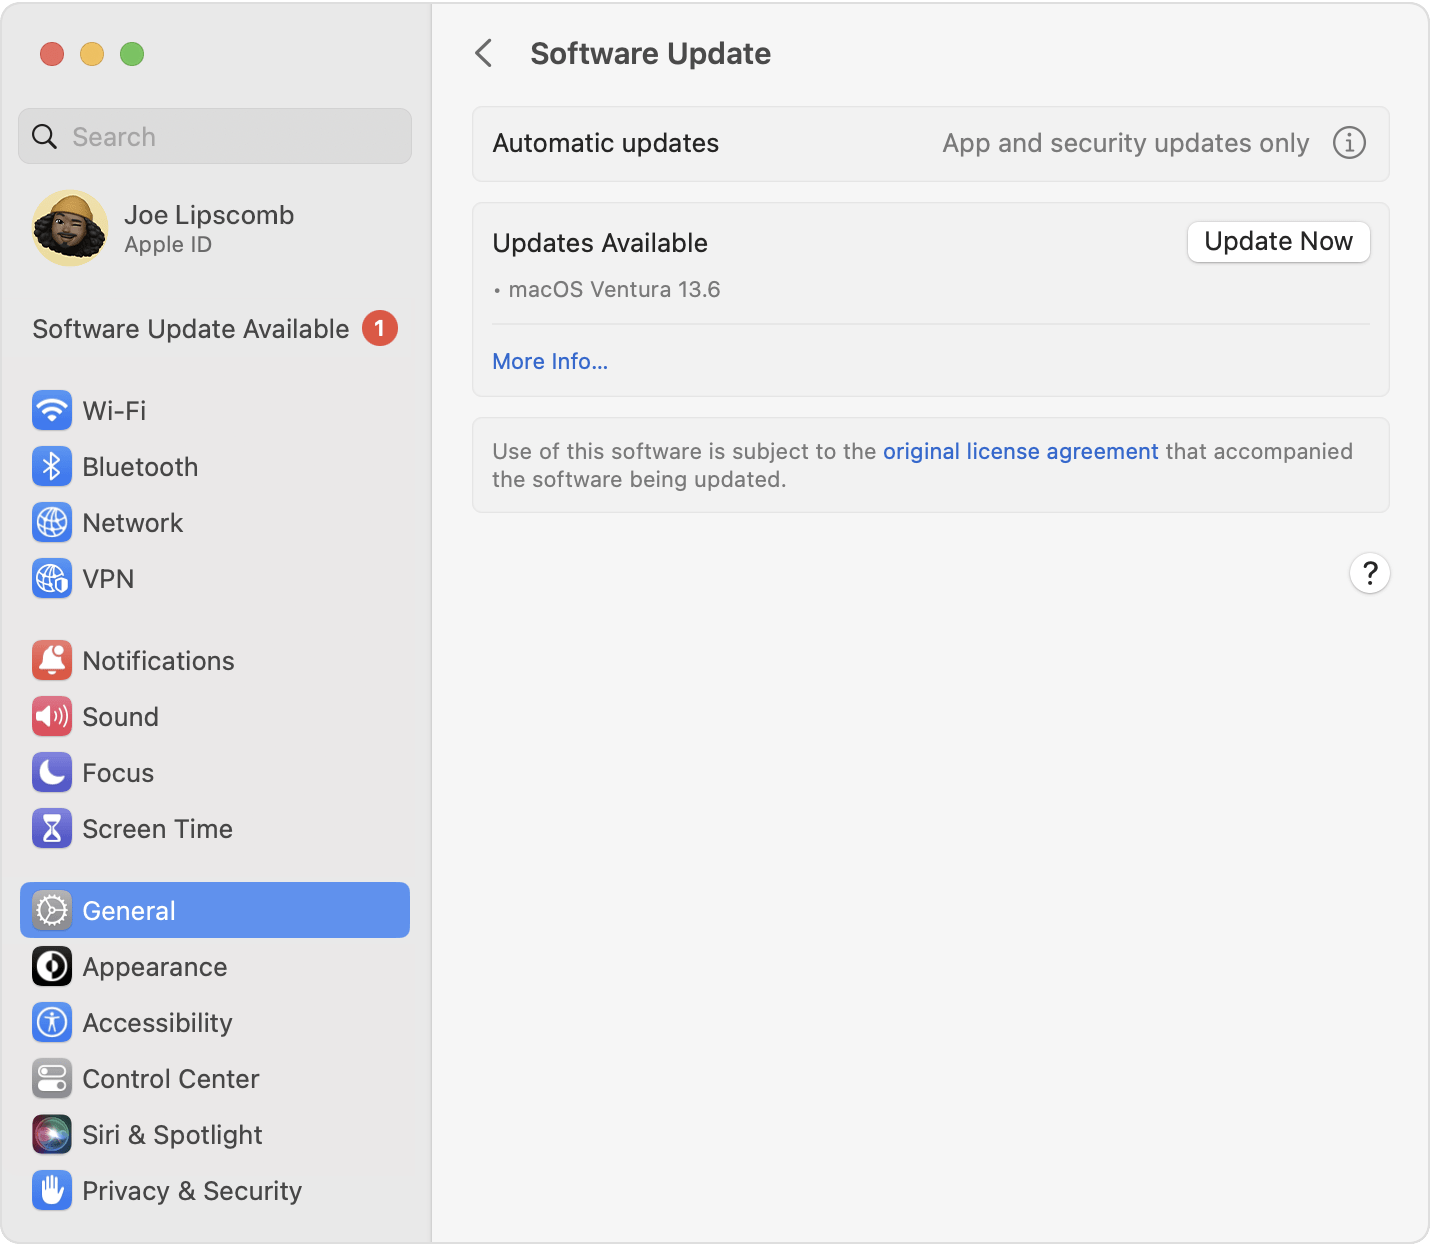 Search
Joe Lipscomb
Apple ID
Software Update Available 1
Wi-Fi
Bluetooth
Network
VPN
Notifications
Sound
Focus
Screen Time
General
Appearance
Accessibility
Control Center
Siri & Spotlight
Privacy & Security
Software Update
Automatic updates App and security updates only
Updates Available Update Now
• macOS Ventura 13.6
More Info...
Use of this software is subject to the original license agreement that accompanied
the software being updated.
?